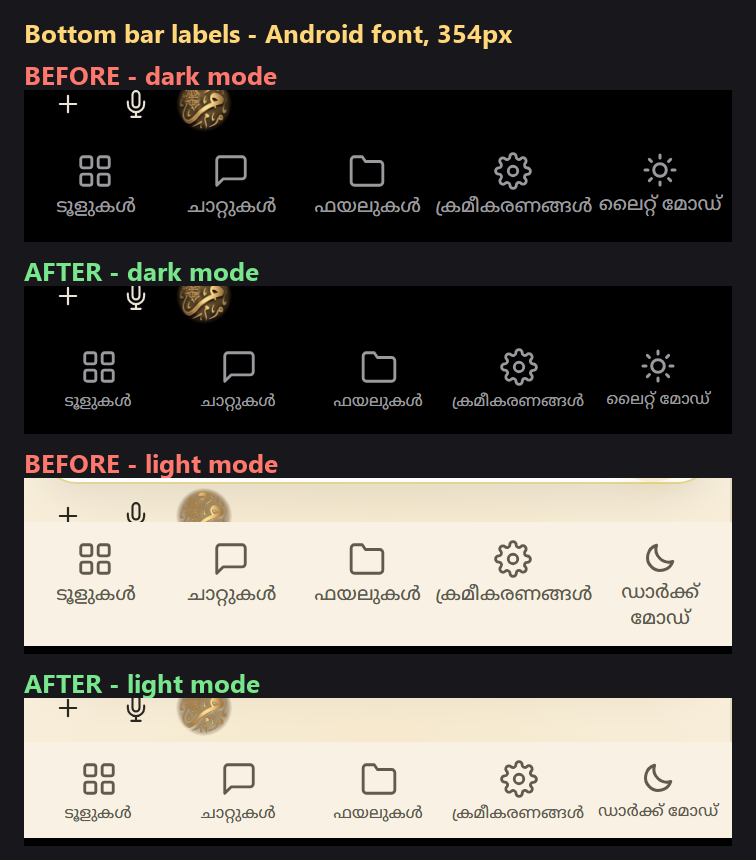 Bottom bar labels - Android font, 354px
BEFORE - dark mode
ടൂളുകൾ ചാറ്റുകൾ ഫയലുകൾ ക്രമീകരണങ്ങൾ ലൈറ്റ് മോഡ്
AFTER - dark mode
ടൂളുകൾ ചാറ്റുകൾ ഫയലുകൾ ക്രമീകരണങ്ങൾ ലൈറ്റ് മോഡ്
BEFORE - light mode
ടൂളുകൾ ചാറ്റുകൾ ഫയലുകൾ ക്രമീകരണങ്ങൾ ഡാർക്ക്
മോഡ്
AFTER - light mode
ടൂളുകൾ ചാറ്റുകൾ ഫയലുകൾ ക്രമീകരണങ്ങൾ ഡാർക്ക് മോഡ്